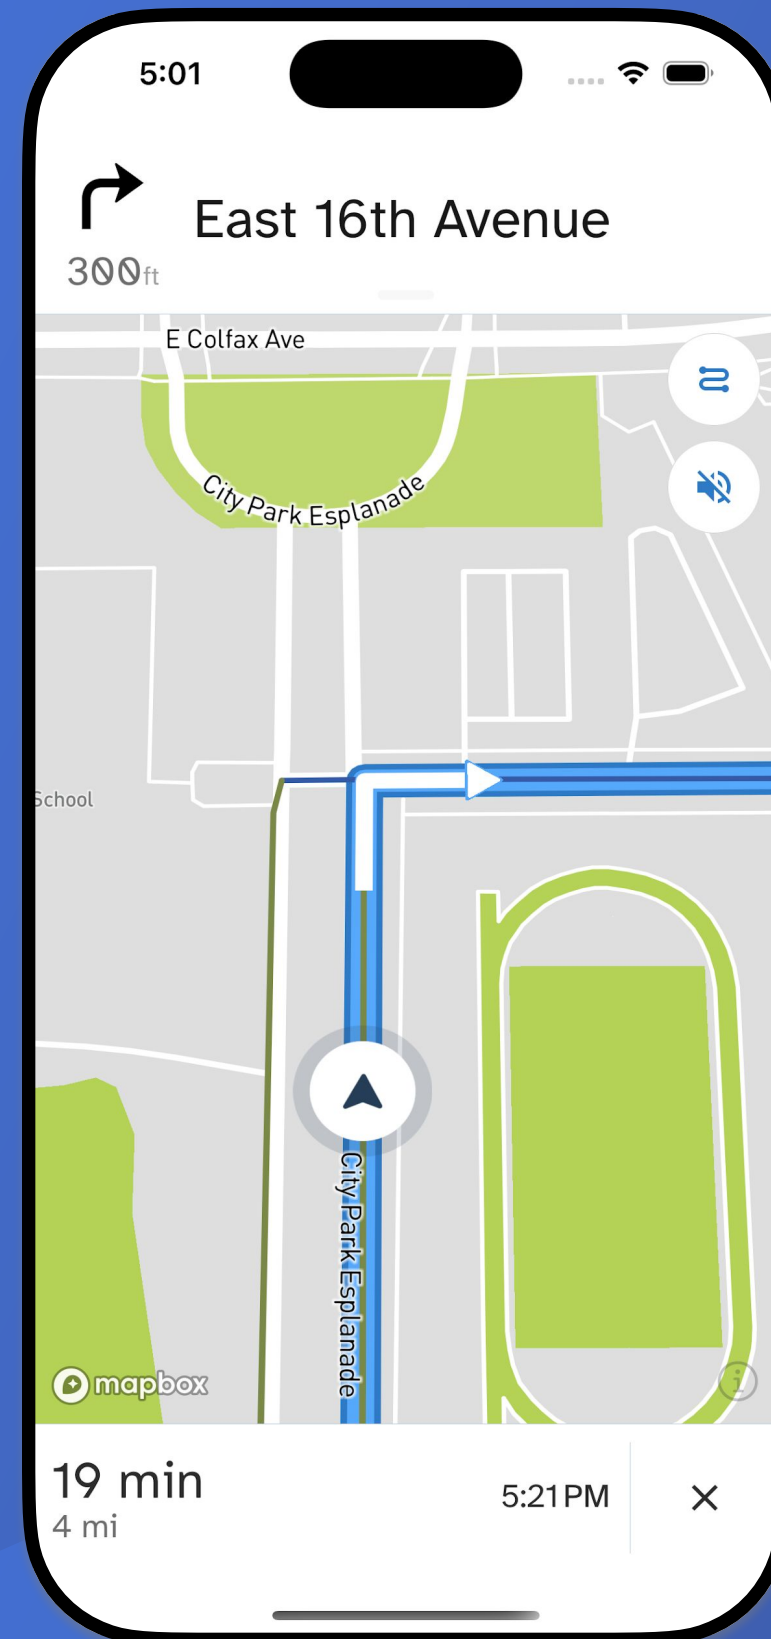 5:01
East 16th Avenue
300ft
E Colfax Ave
City Park Esplanade
School
City Park Esplanade
mapbox
i
19 min
4 mi
5:21PM